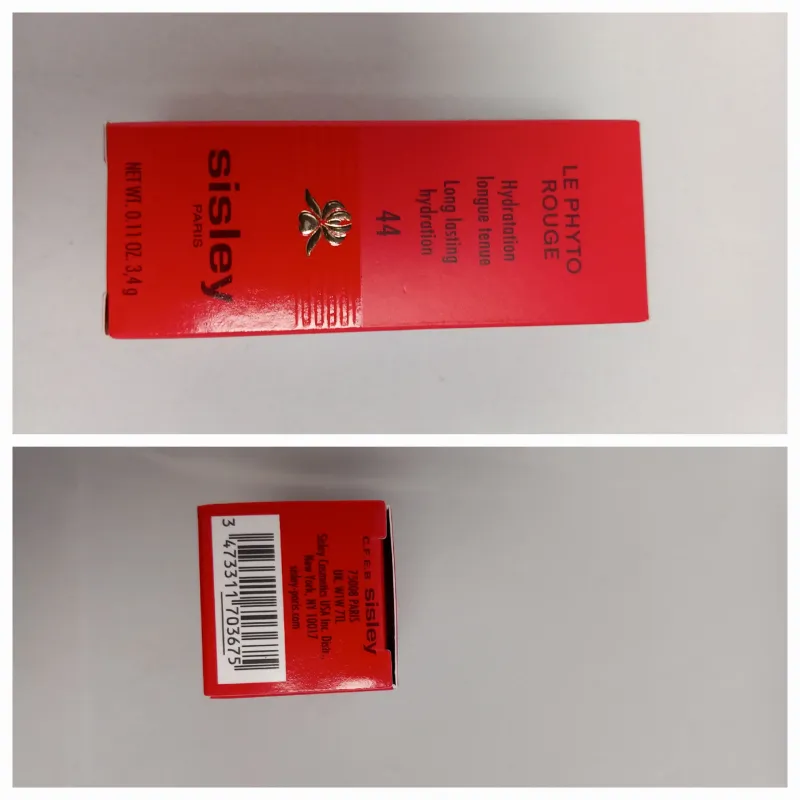 LE PHYTO
ROUGE
Hydratation
longue tenue
Long lasting
hydration
44
sisley
PARIS
NET WT. 0.11 OZ. 3,4 g
C.F.E.B. sisley
75008 PARIS
UK, W1W 7TL
Sisley Cosmetics USA Inc. Distr.,
New York, NY 10017
sisley-paris.com
3 473311 703675